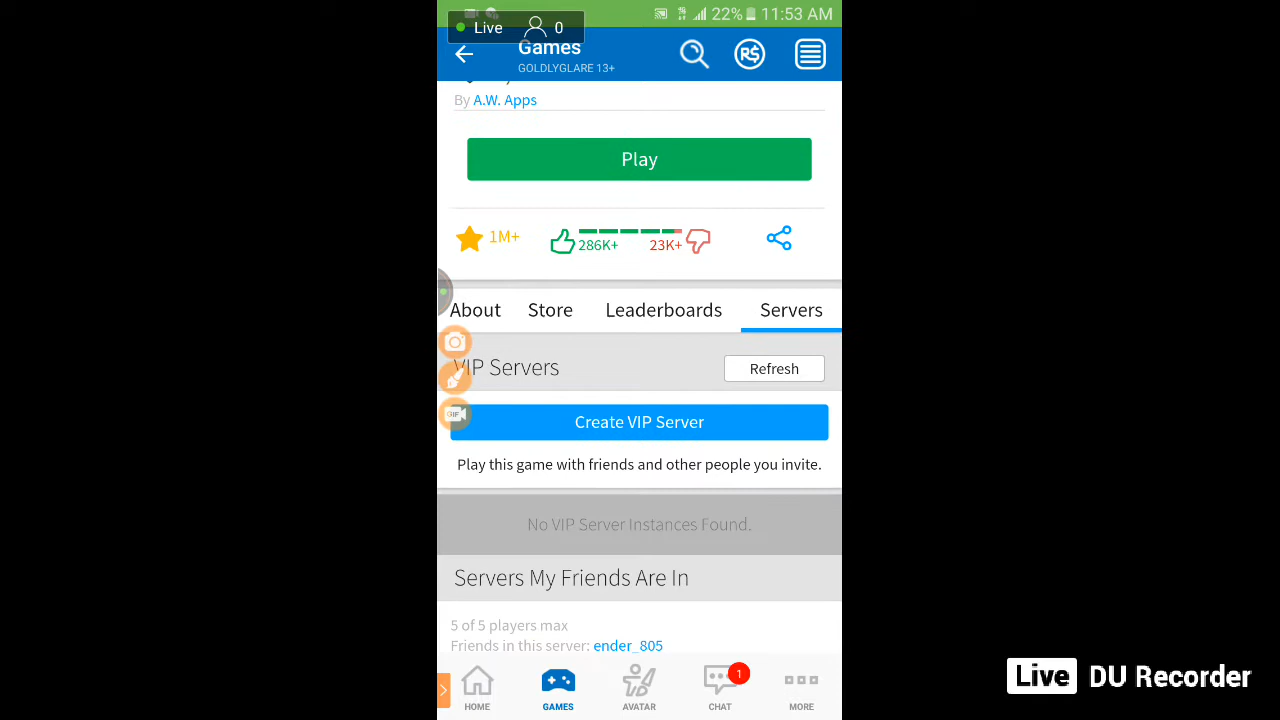 22% 11:53 AM
Live 0
Games
GOLDLYGLARE 13+
R$
By A.W. Apps
Play
1M+ 286K+ 23K+
About Store Leaderboards Servers
VIP Servers Refresh
GIF
Create VIP Server
Play this game with friends and other people you invite.
No VIP Server Instances Found.
Servers My Friends Are In
5 of 5 players max
Friends in this server: ender_805
1
HOME GAMES AVATAR CHAT MORE
Live DU Recorder